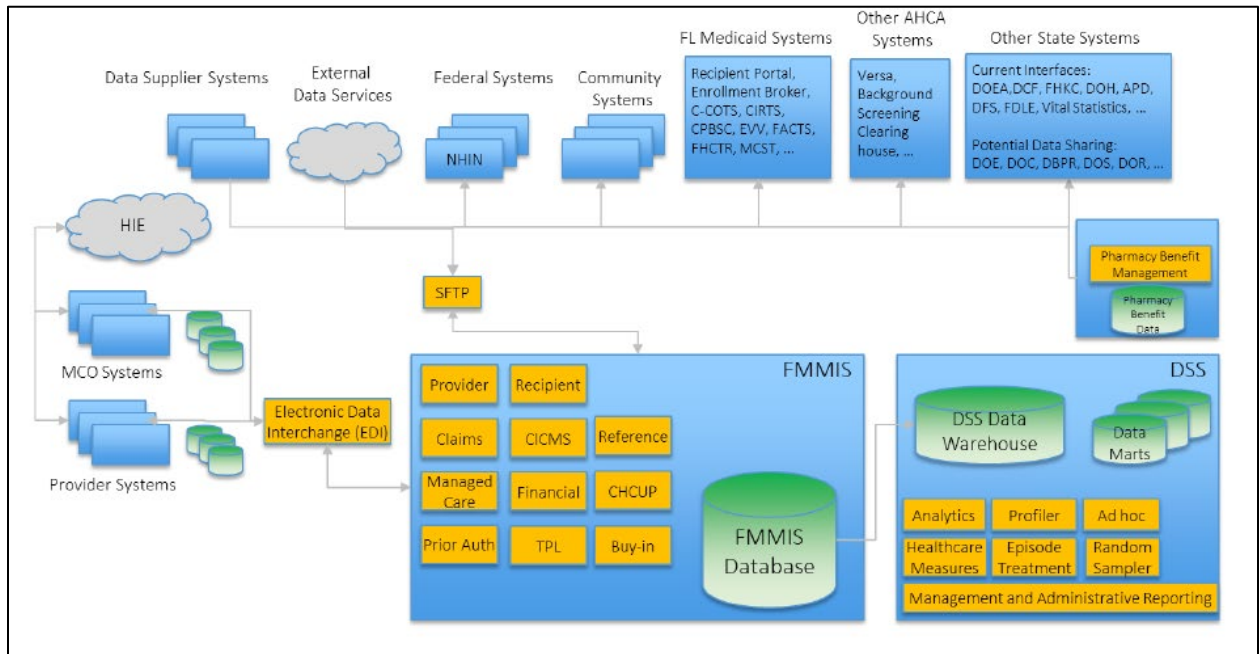 Data Supplier Systems
External
Data Services
Federal Systems
NHIN
Community
Systems
FL Medicaid Systems
Recipient Portal,
Enrollment Broker,
C-COTS, CIRTS,
CPBSC, EVV, FACTS,
FHCTR, MCST, ...
Other AHCA
Systems
Versa,
Background
Screening
Clearing
house, ...
Other State Systems
Current Interfaces:
DOEA,DCF, FHKC, DOH, APD,
DFS, FDLE, Vital Statistics, ...
Potential Data Sharing:
DOE, DOC, DBPR, DOS, DOR, ...
HIE
MCO Systems
Provider Systems
SFTP
Electronic Data
Interchange (EDI)
Pharmacy Benefit
Management
Pharmacy
Benefit
Data
FMMIS
Provider
Recipient
Claims
CICMS
Reference
Managed
Care
Financial
CHCUP
Prior Auth
TPL
Buy-in
FMMIS
Database
DSS
DSS Data
Warehouse
Data
Marts
Analytics
Profiler
Ad hoc
Healthcare
Measures
Episode
Treatment
Random
Sampler
Management and Administrative Reporting